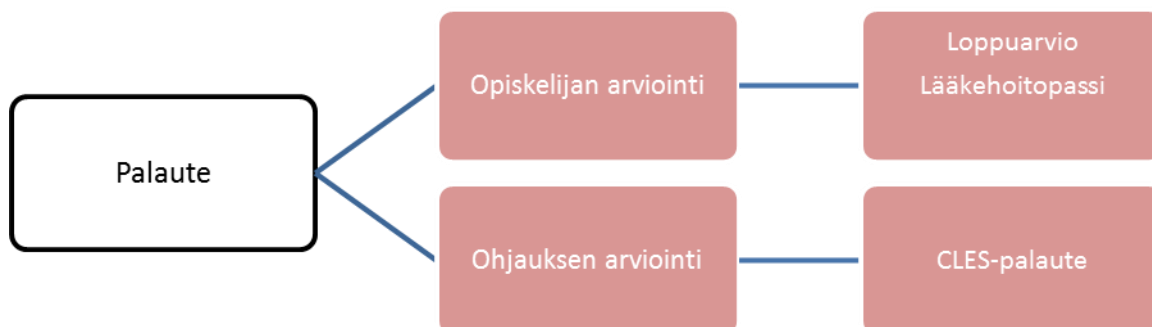 Palaute
Opiskelijan arviointi
Loppuarvio
Lääkehoitopassi
Ohjauksen arviointi
CLES-palaute